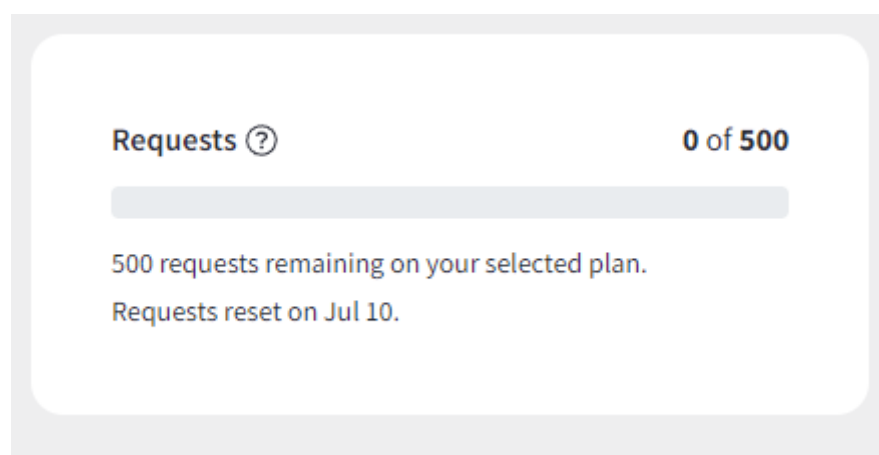 Requests ? 0 of 500
500 requests remaining on your selected plan.
Requests reset on Jul 10.